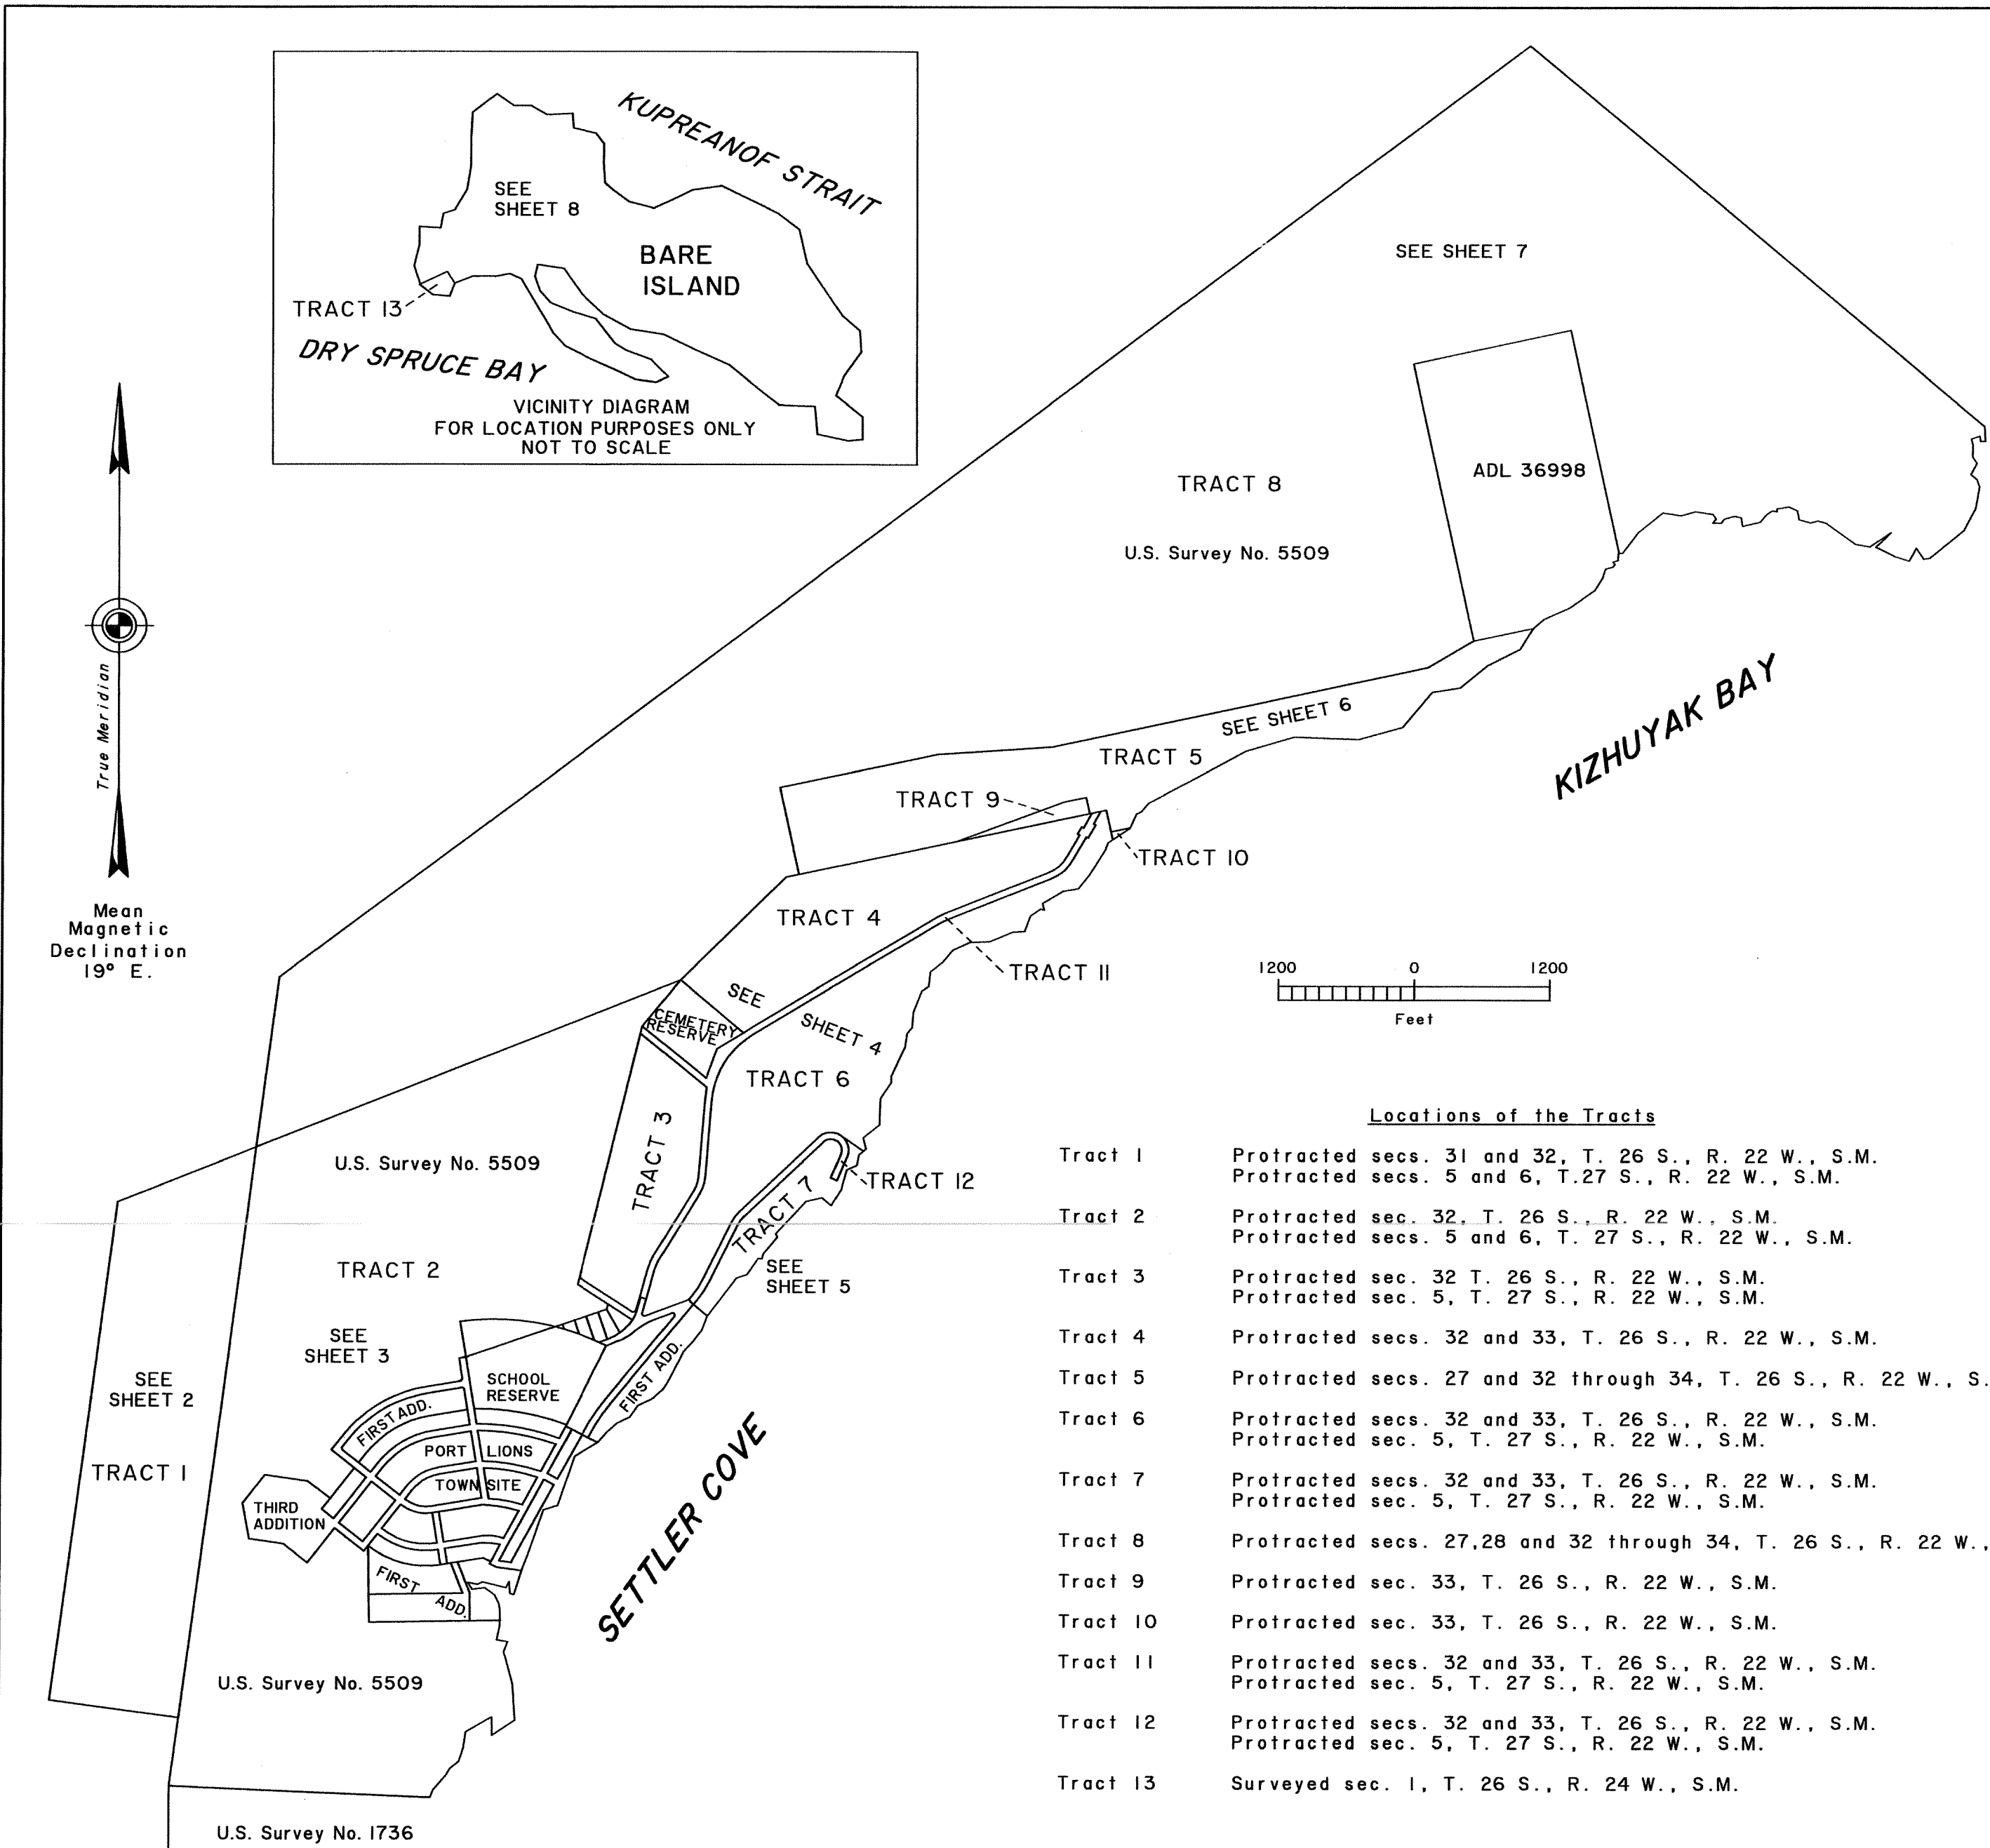 KUPREANOF STRAIT
SEE
SHEET 8
BARE
ISLAND
TRACT 13
DRY SPRUCE BAY
VICINITY DIAGRAM
FOR LOCATION PURPOSES ONLY
NOT TO SCALE
SEE SHEET 7
ADL 36998
TRACT 8
U.S. Survey No. 5509
True Meridian
Mean
Magnetic
Declination
19° E.
KIZHUYAK BAY
SEE SHEET 6
TRACT 5
TRACT 9
TRACT 10
TRACT 4
TRACT 11
1200 0 1200
Feet
SEE
SHEET 4
CEMETERY
RESERVE
TRACT 6
TRACT 3
U.S. Survey No. 5509
TRACT 12
TRACT 7
SEE
SHEET 5
TRACT 2
SEE
SHEET 3
SEE
SHEET 2
TRACT 1
SCHOOL
RESERVE
FIRST ADD.
FIRST ADD.
PORT LIONS
TOWN SITE
THIRD
ADDITION
FIRST
ADD.
SETTLER COVE
U.S. Survey No. 5509
U.S. Survey No. 1736
Locations of the Tracts
Tract 1 Protracted secs. 31 and 32, T. 26 S., R. 22 W., S.M.
Protracted secs. 5 and 6, T.27 S., R. 22 W., S.M.
Tract 2 Protracted sec. 32, T. 26 S., R. 22 W., S.M.
Protracted secs. 5 and 6, T. 27 S., R. 22 W., S.M.
Tract 3 Protracted sec. 32 T. 26 S., R. 22 W., S.M.
Protracted sec. 5, T. 27 S., R. 22 W., S.M.
Tract 4 Protracted secs. 32 and 33, T. 26 S., R. 22 W., S.M.
Tract 5 Protracted secs. 27 and 32 through 34, T. 26 S., R. 22 W., S.
Tract 6 Protracted secs. 32 and 33, T. 26 S., R. 22 W., S.M.
Protracted sec. 5, T. 27 S., R. 22 W., S.M.
Tract 7 Protracted secs. 32 and 33, T. 26 S., R. 22 W., S.M.
Protracted sec. 5, T. 27 S., R. 22 W., S.M.
Tract 8 Protracted secs. 27,28 and 32 through 34, T. 26 S., R. 22 W.,
Tract 9 Protracted sec. 33, T. 26 S., R. 22 W., S.M.
Tract 10 Protracted sec. 33, T. 26 S., R. 22 W., S.M.
Tract 11 Protracted secs. 32 and 33, T. 26 S., R. 22 W., S.M.
Protracted sec. 5, T. 27 S., R. 22 W., S.M.
Tract 12 Protracted secs. 32 and 33, T. 26 S., R. 22 W., S.M.
Protracted sec. 5, T. 27 S., R. 22 W., S.M.
Tract 13 Surveyed sec. 1, T. 26 S., R. 24 W., S.M.